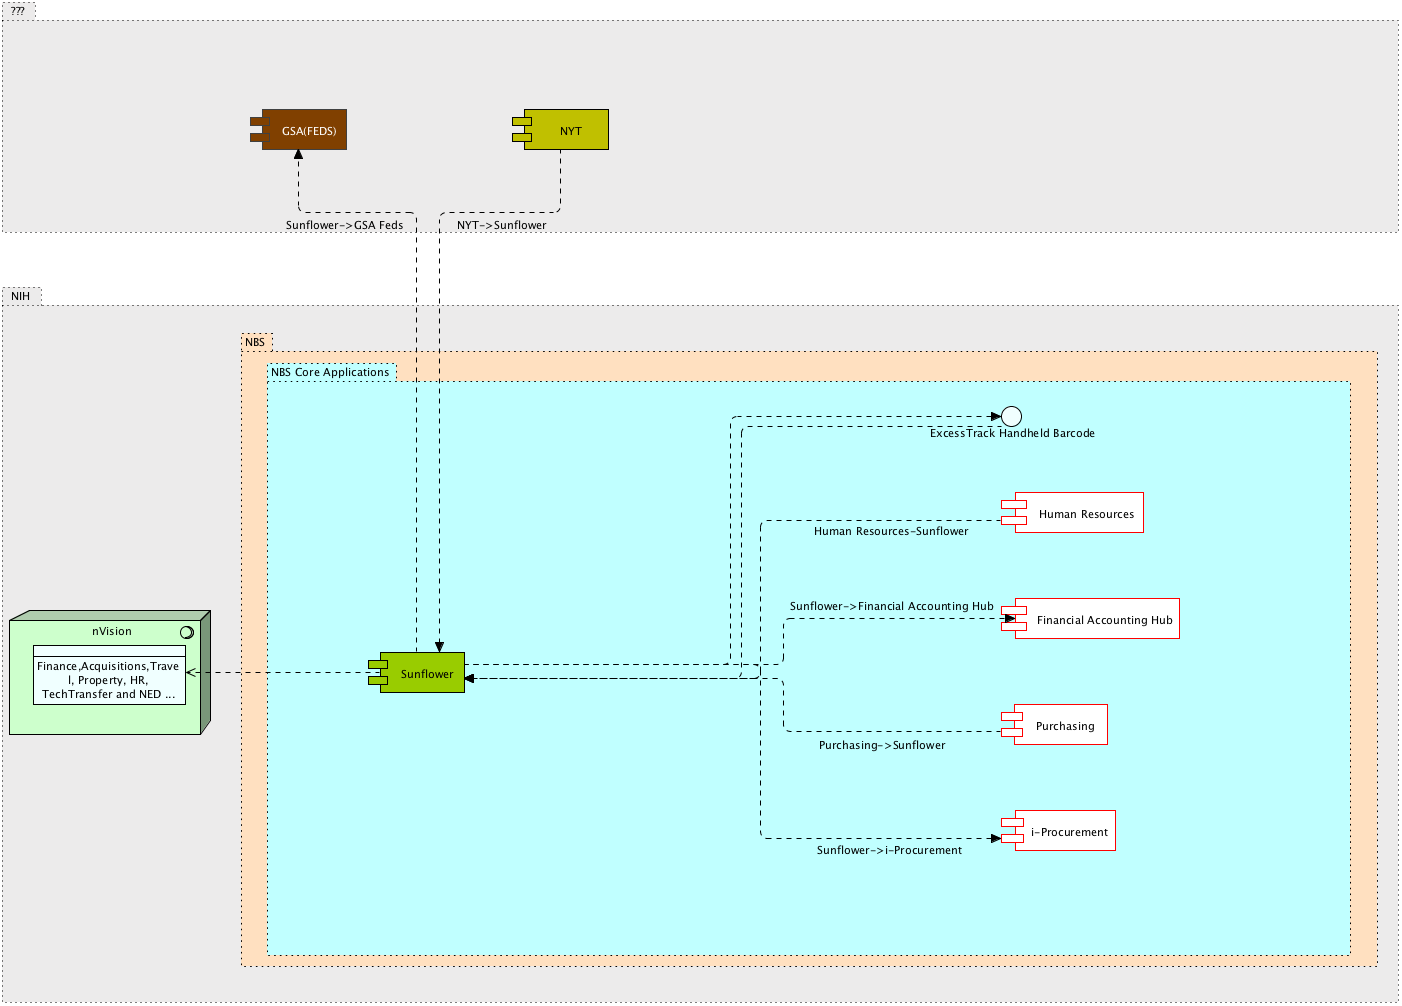 ???
GSA(FEDS)
NYT
Sunflower->GSA Feds
NYT->Sunflower
NIH
NBS
NBS Core Applications
ExcessTrack Handheld Barcode
Human Resources
Human Resources-Sunflower
Sunflower->Financial Accounting Hub
Financial Accounting Hub
nVision
Finance,Acquisitions,Trave
l, Property, HR,
TechTransfer and NED ...
Sunflower
Purchasing
Purchasing->Sunflower
i-Procurement
Sunflower->i-Procurement